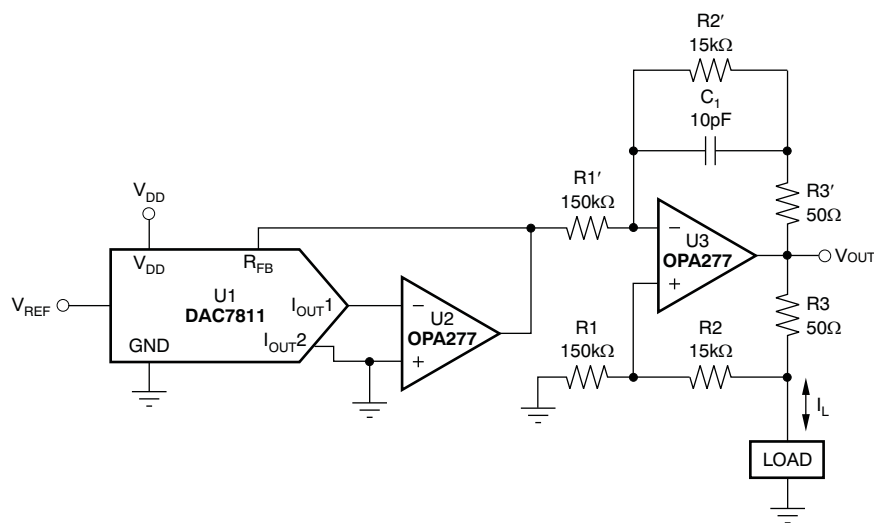 R2′
15kΩ
C1
10pF
VDD
R1′
150kΩ
R3′
50Ω
VDD
RFB
U1
DAC7811
VREF
IOUT1
IOUT2
GND
−
U2
OPA277
+
−
U3
OPA277
+
VOUT
R3
50Ω
R1
150kΩ
R2
15kΩ
IL
LOAD